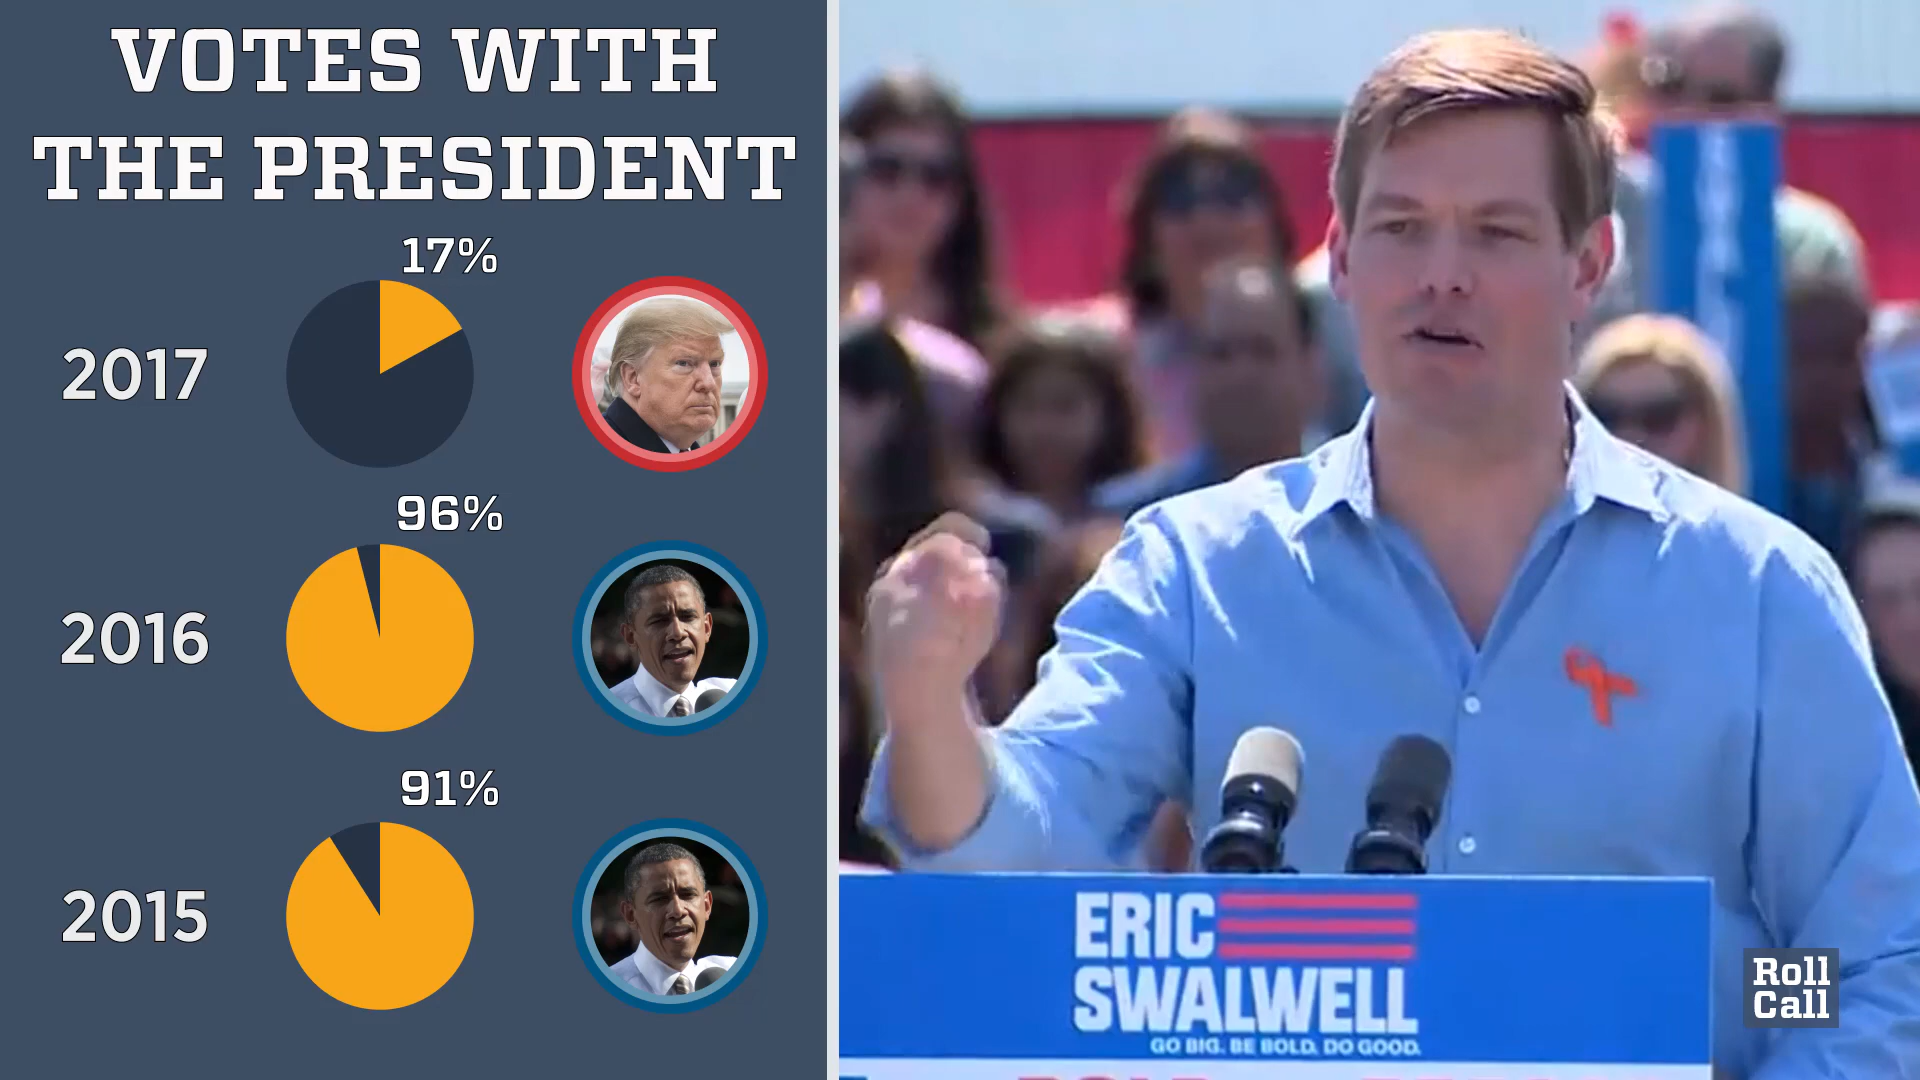 VOTES WITH
THE PRESIDENT
17%
2017
96%
2016
91%
2015
ERIC
SWALWELL
GO BIG. BE BOLD. DO GOOD.
Roll
Call